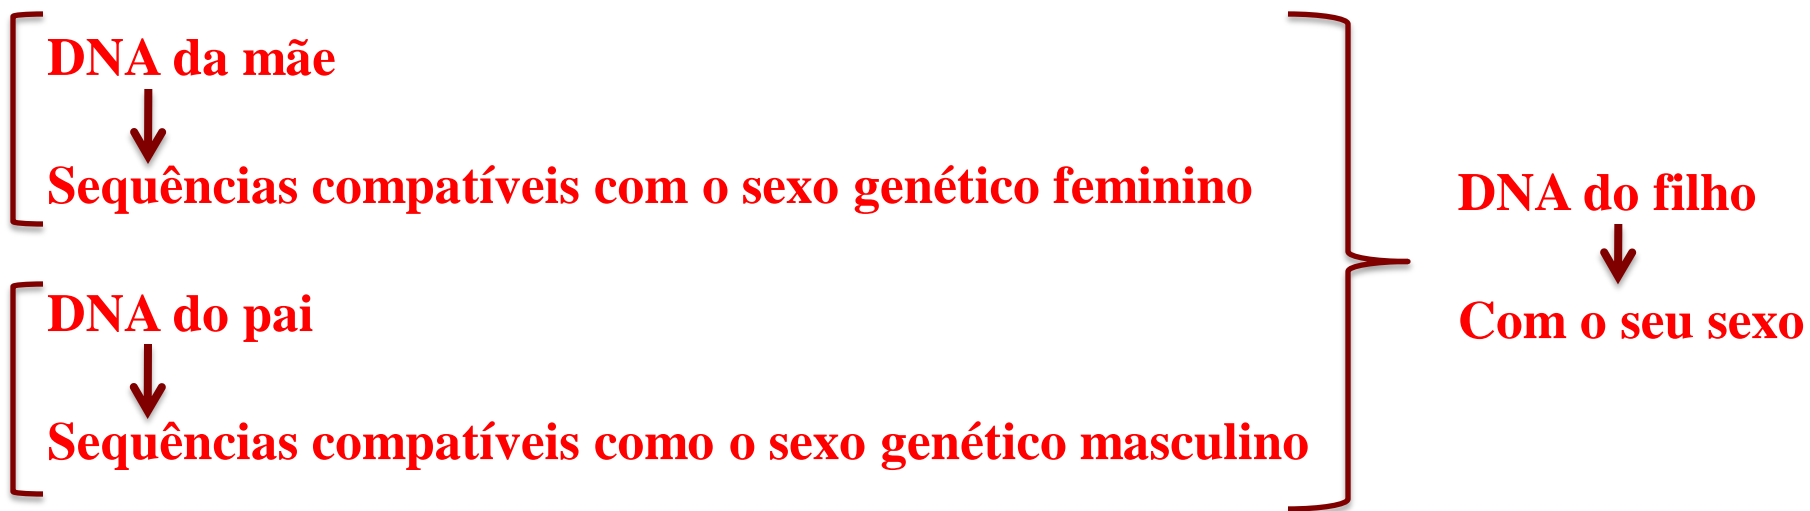 DNA da mãe
Sequências compatíveis com o sexo genético feminino
DNA do pai
Sequências compatíveis como o sexo genético masculino
DNA do filho
Com o seu sexo